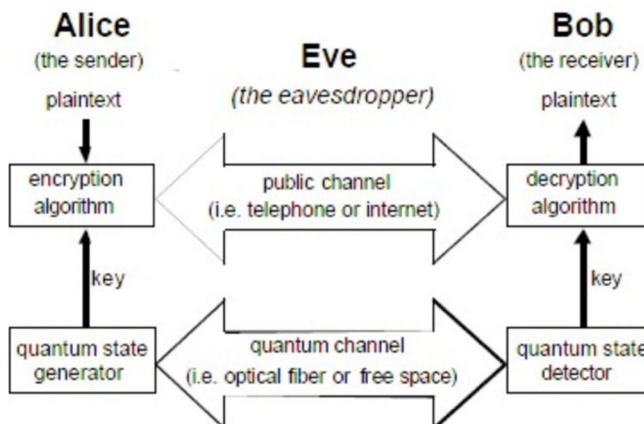 Alice
(the sender)
plaintext
Eve
(the eavesdropper)
Bob
(the receiver)
plaintext
encryption
algorithm
public channel
(i.e. telephone or internet)
decryption
algorithm
key
key
quantum state
generator
quantum channel
(i.e. optical fiber or free space)
quantum state
detector